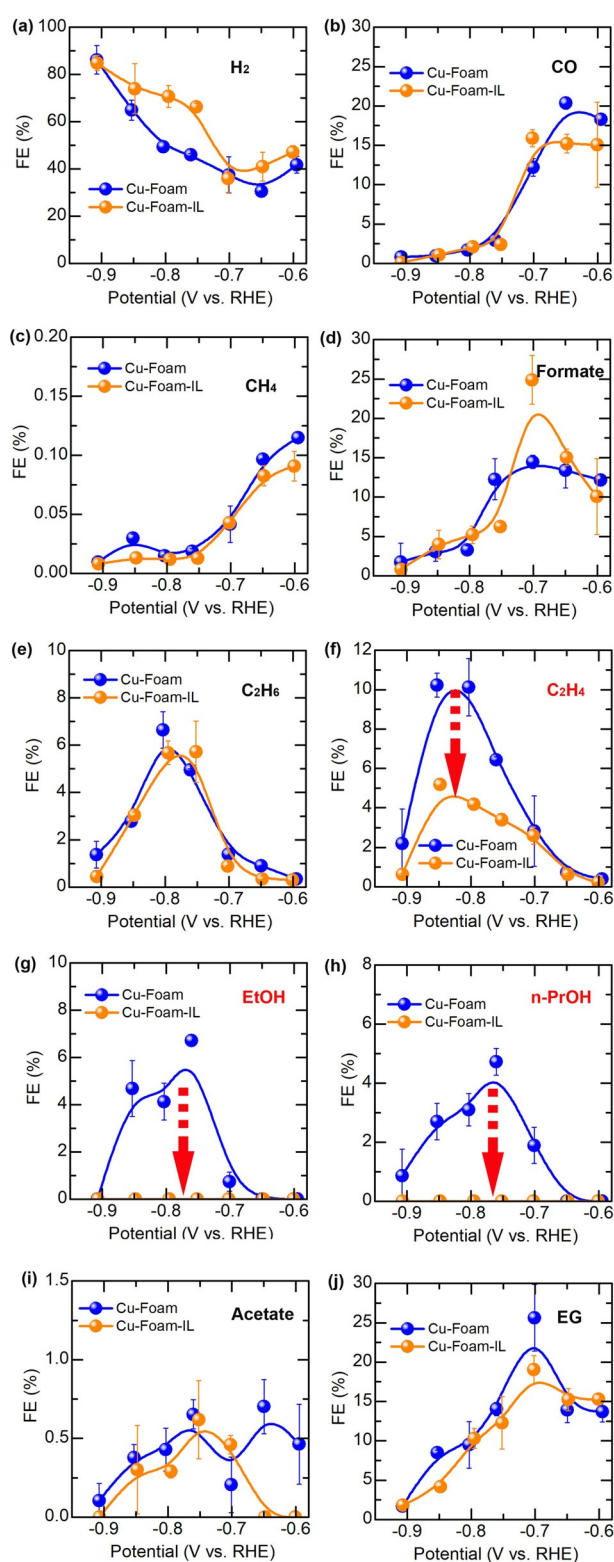 (a)
H2
FE (%)
100
80
60
40
20
0
Cu-Foam
Cu-Foam-IL
-0.9 -0.8 -0.7 -0.6
Potential (V vs. RHE)
(b)
CO
FE (%)
30
25
20
15
10
5
0
Cu-Foam
Cu-Foam-IL
-0.9 -0.8 -0.7 -0.6
Potential (V vs. RHE)
(c)
CH4
FE (%)
0.20
0.15
0.10
0.05
0.00
Cu-Foam
Cu-Foam-IL
-0.9 -0.8 -0.7 -0.6
Potential (V vs. RHE)
(d)
Formate
FE (%)
30
25
20
15
10
5
0
Cu-Foam
Cu-Foam-IL
-0.9 -0.8 -0.7 -0.6
Potential (V vs. RHE)
(e)
C2H6
FE (%)
10
8
6
4
2
0
Cu-Foam
Cu-Foam-IL
-0.9 -0.8 -0.7 -0.6
Potential (V vs. RHE)
(f)
C2H4
FE (%)
12
10
8
6
4
2
0
Cu-Foam
Cu-Foam-IL
-0.9 -0.8 -0.7 -0.6
Potential (V vs. RHE)
(g)
EtOH
FE (%)
10
8
6
4
2
0
Cu-Foam
Cu-Foam-IL
-0.9 -0.8 -0.7 -0.6
Potential (V vs. RHE)
(h)
n-PrOH
FE (%)
8
6
4
2
0
Cu-Foam
Cu-Foam-IL
-0.9 -0.8 -0.7 -0.6
Potential (V vs. RHE)
(i)
Acetate
FE (%)
1.5
1.0
0.5
0.0
Cu-Foam
Cu-Foam-IL
-0.9 -0.8 -0.7 -0.6
Potential (V vs. RHE)
(j)
EG
FE (%)
30
25
20
15
10
5
0
Cu-Foam
Cu-Foam-IL
-0.9 -0.8 -0.7 -0.6
Potential (V vs. RHE)